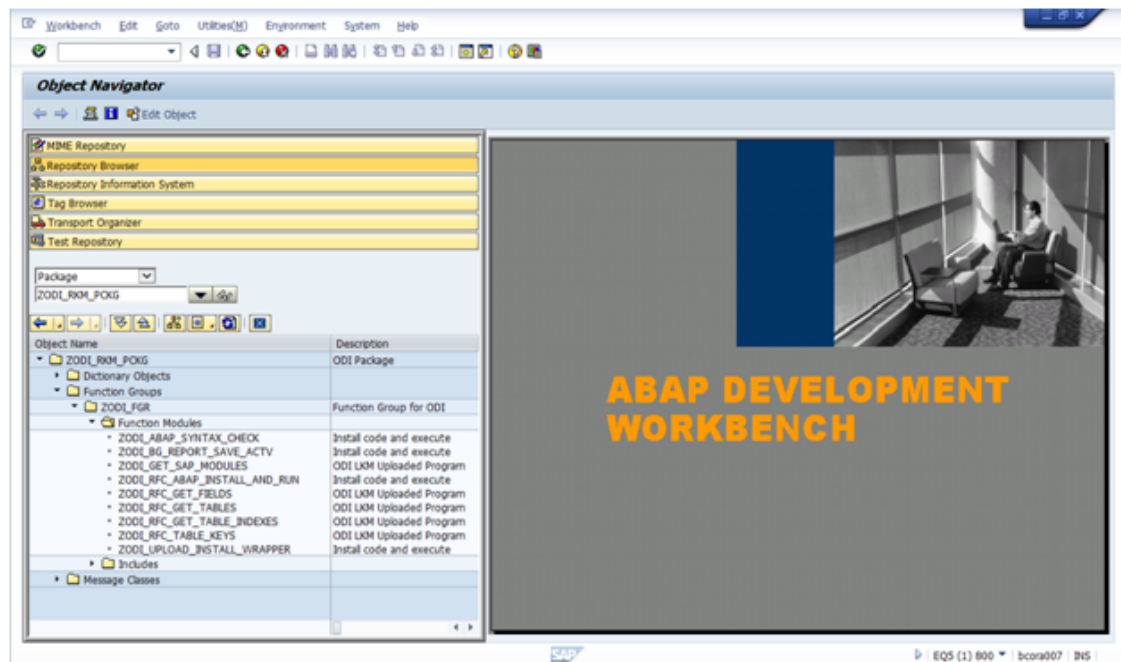 Workbench Edit Goto Utilities(M) Environment System Help
Object Navigator
Edit Object
MIME Repository
Repository Browser
Repository Information System
Tag Browser
Transport Organizer
Test Repository
Package
ZODI_RKM_PCKG
Object Name Description
ZODI_RKM_PCKG ODI Package
Dictionary Objects
Function Groups
ZODI_FGR Function Group for ODI
Function Modules
ZODI_ABAP_SYNTAX_CHECK Install code and execute
ZODI_BG_REPORT_SAVE_ACTV Install code and execute
ZODI_GET_SAP_MODULES ODI LKM Uploaded Program
ZODI_RFC_ABAP_INSTALL_AND_RUN Install code and execute
ZODI_RFC_GET_FIELDS ODI LKM Uploaded Program
ZODI_RFC_GET_TABLES ODI LKM Uploaded Program
ZODI_RFC_GET_TABLE_INDEXES ODI LKM Uploaded Program
ZODI_RFC_TABLE_KEYS ODI LKM Uploaded Program
ZODI_UPLOAD_INSTALL_WRAPPER Install code and execute
Includes
Message Classes
ABAP DEVELOPMENT
WORKBENCH
SAP
EQ5 (1) 800 bcora007 INS